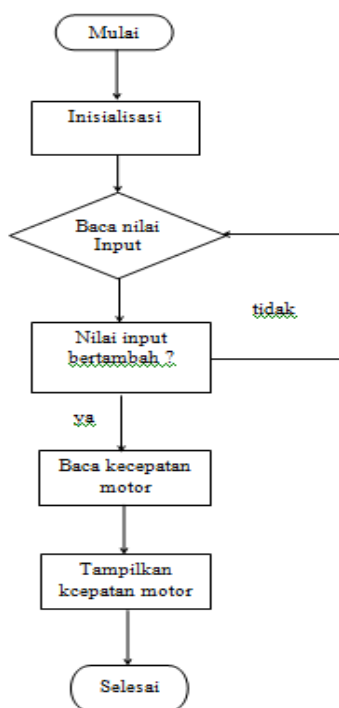 Mulai
Inisialisasi
Baca nilai
Input
tidak
Nilai input
bertambah ?
ya
Baca kecepatan
motor
Tampilkan
kcepatan motor
Selesai